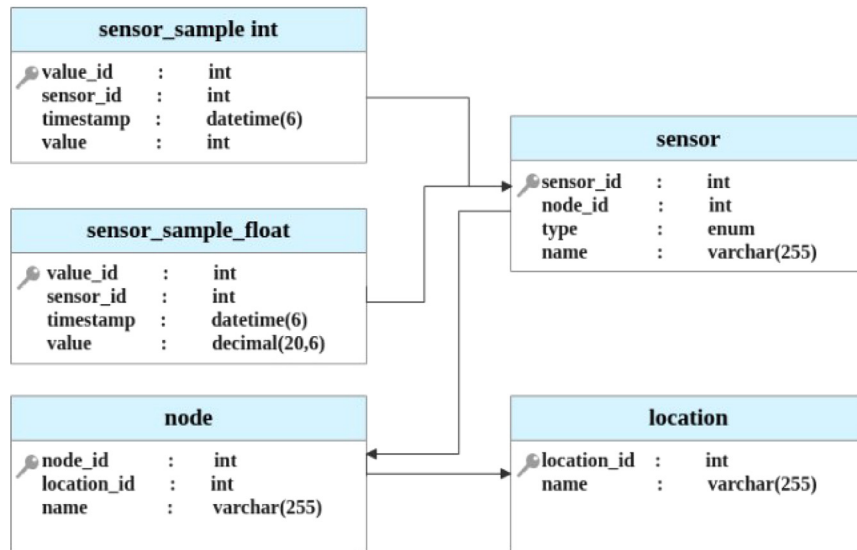 sensor_sample int
value_id : int
sensor_id : int
timestamp : datetime(6)
value : int
sensor
sensor_id : int
node_id : int
type : enum
name : varchar(255)
sensor_sample_float
value_id : int
sensor_id : int
timestamp : datetime(6)
value : decimal(20,6)
node
node_id : int
location_id : int
name : varchar(255)
location
location_id : int
name : varchar(255)